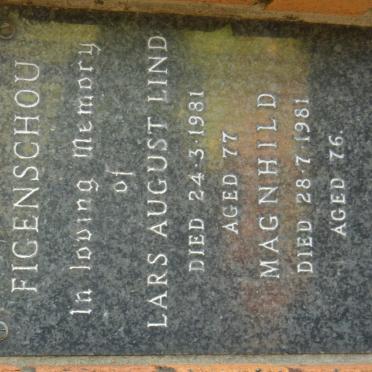 FIGENSCHOU
In loving Memory
of
LARS AUGUST LIND
DIED 24·3·1981
AGED 77
MAGNHILD
DIED 28·7·1981
AGED 76.